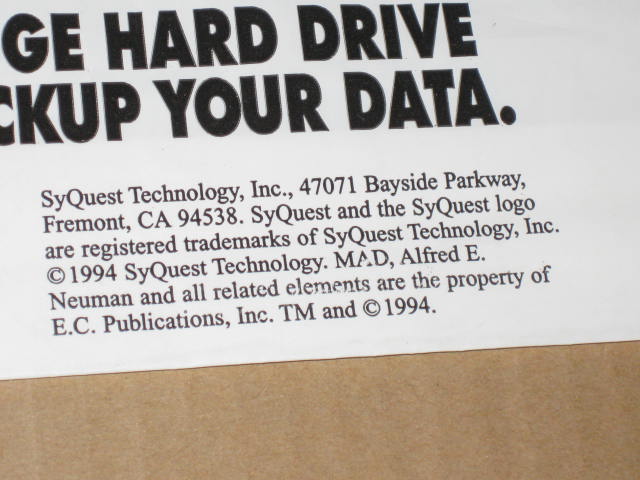 GE HARD DRIVE
CKUP YOUR DATA.
SyQuest Technology, Inc., 47071 Bayside Parkway,
Fremont, CA 94538. SyQuest and the SyQuest logo
are registered trademarks of SyQuest Technology, Inc.
©1994 SyQuest Technology. MAD, Alfred E.
Neuman and all related elements are the property of
E.C. Publications, Inc. TM and ©1994.